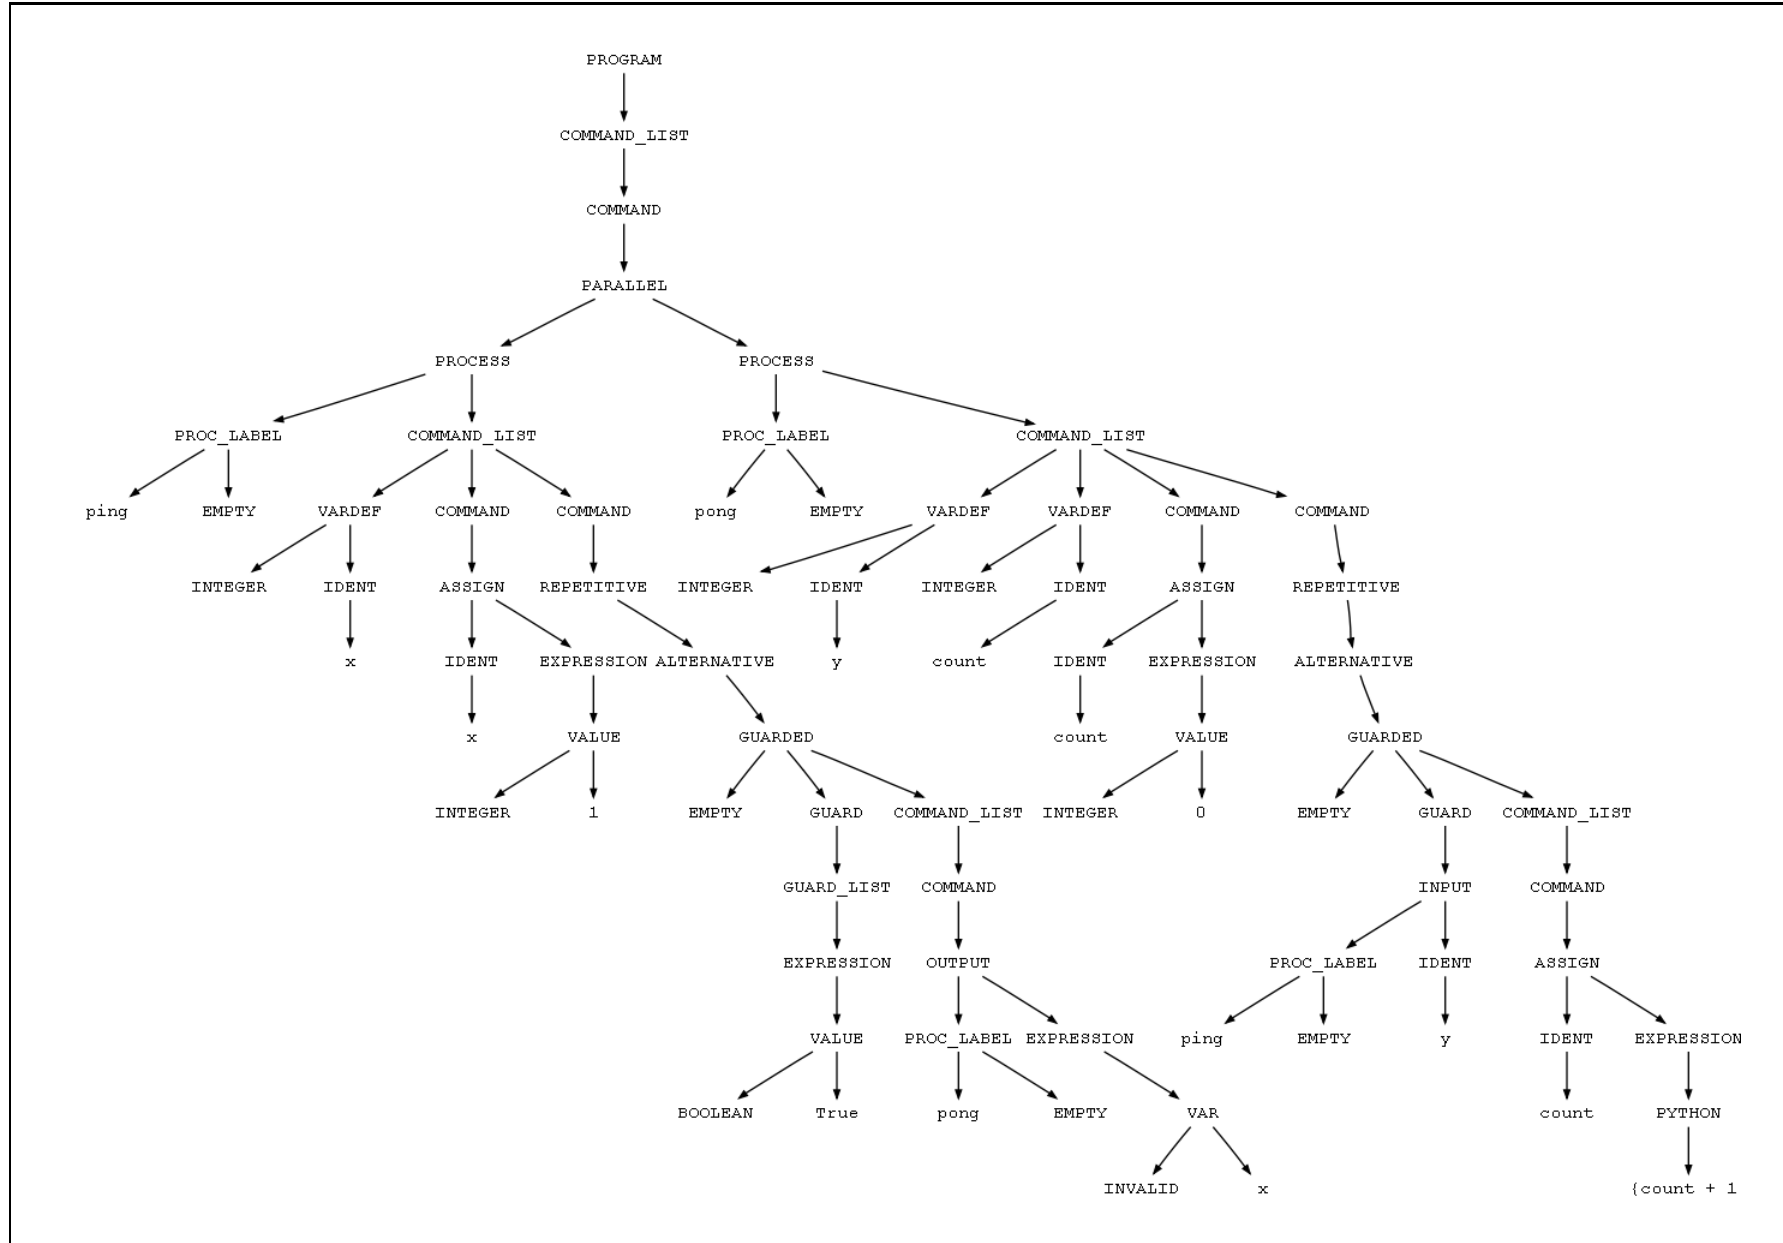 PROGRAM
COMMAND_LIST
COMMAND
PARALLEL
PROCESS PROCESS
PROC_LABEL COMMAND_LIST PROC_LABEL COMMAND_LIST
ping EMPTY VARDEF COMMAND COMMAND pong EMPTY VARDEF VARDEF COMMAND COMMAND
INTEGER IDENT ASSIGN REPETITIVE INTEGER IDENT INTEGER IDENT ASSIGN REPETITIVE
x IDENT EXPRESSION ALTERNATIVE y count IDENT EXPRESSION ALTERNATIVE
x VALUE GUARDED count VALUE GUARDED
INTEGER 1 EMPTY GUARD COMMAND_LIST INTEGER 0 EMPTY GUARD COMMAND_LIST
GUARD_LIST COMMAND INPUT COMMAND
EXPRESSION OUTPUT PROC_LABEL IDENT ASSIGN
VALUE PROC_LABEL EXPRESSION ping EMPTY y IDENT EXPRESSION
BOOLEAN True pong EMPTY VAR count PYTHON
INVALID x {count + 1